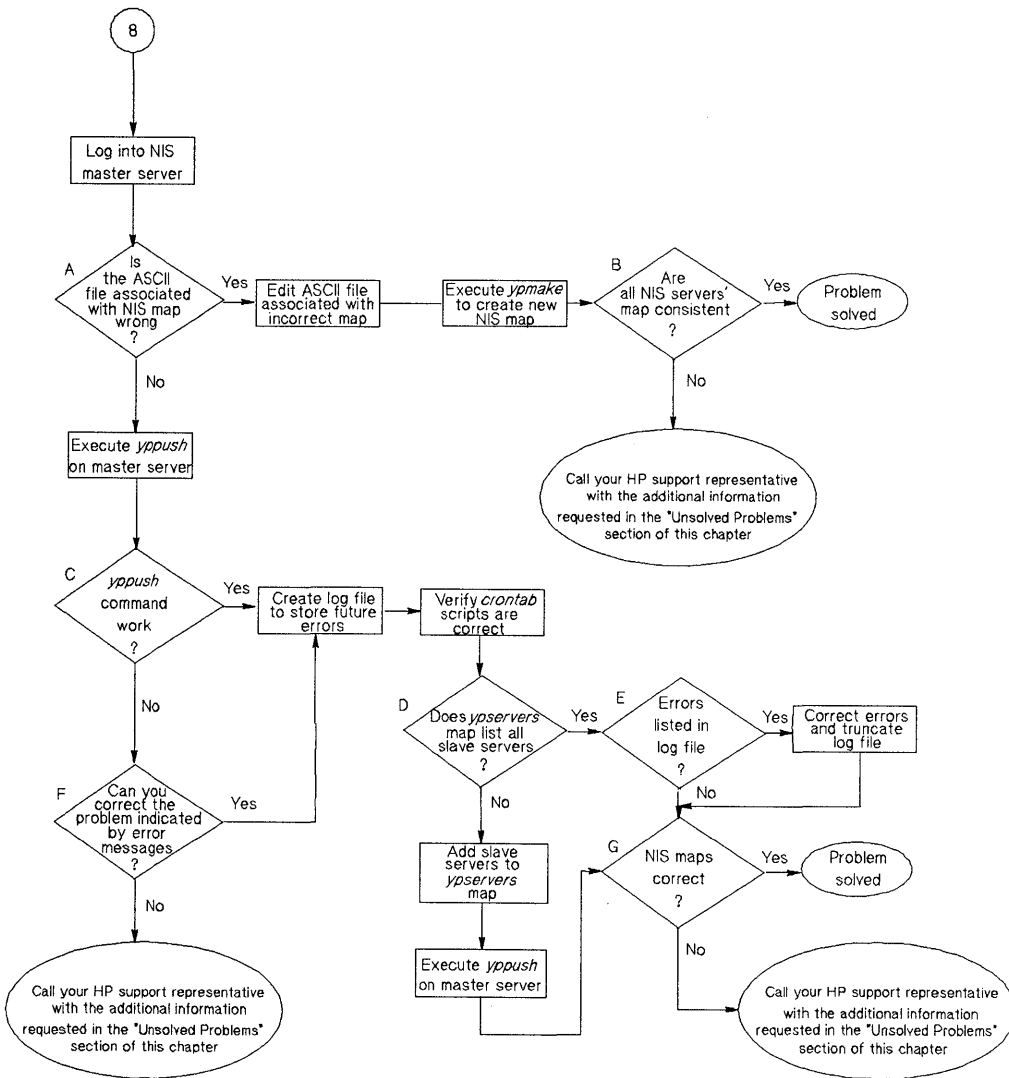 8
Log into NIS
master server
A
Is
the ASCII
file associated
with NIS map
wrong
?
Yes
Edit ASCII file
associated with
incorrect map
Execute ypmake
to create new
NIS map
B
Are
all NIS servers'
map consistent
?
Yes
Problem
solved
No
No
Call your HP support representative
with the additional information
requested in the "Unsolved Problems"
section of this chapter
Execute yppush
on master server
C
yppush
command
work
?
Yes
Create log file
to store future
errors
Verify crontab
scripts are
correct
No
D
Does ypservers
map list all
slave servers
?
Yes
E
Errors
listed in
log file
?
Yes
Correct errors
and truncate
log file
No
No
F
Can you
correct the
problem indicated
by error
messages
?
Yes
Add slave
servers to
ypservers
map
G
NIS maps
correct
?
Yes
Problem
solved
No
No
Execute yppush
on master server
Call your HP support representative
with the additional information
requested in the "Unsolved Problems"
section of this chapter
Call your HP support representative
with the additional information
requested in the "Unsolved Problems"
section of this chapter